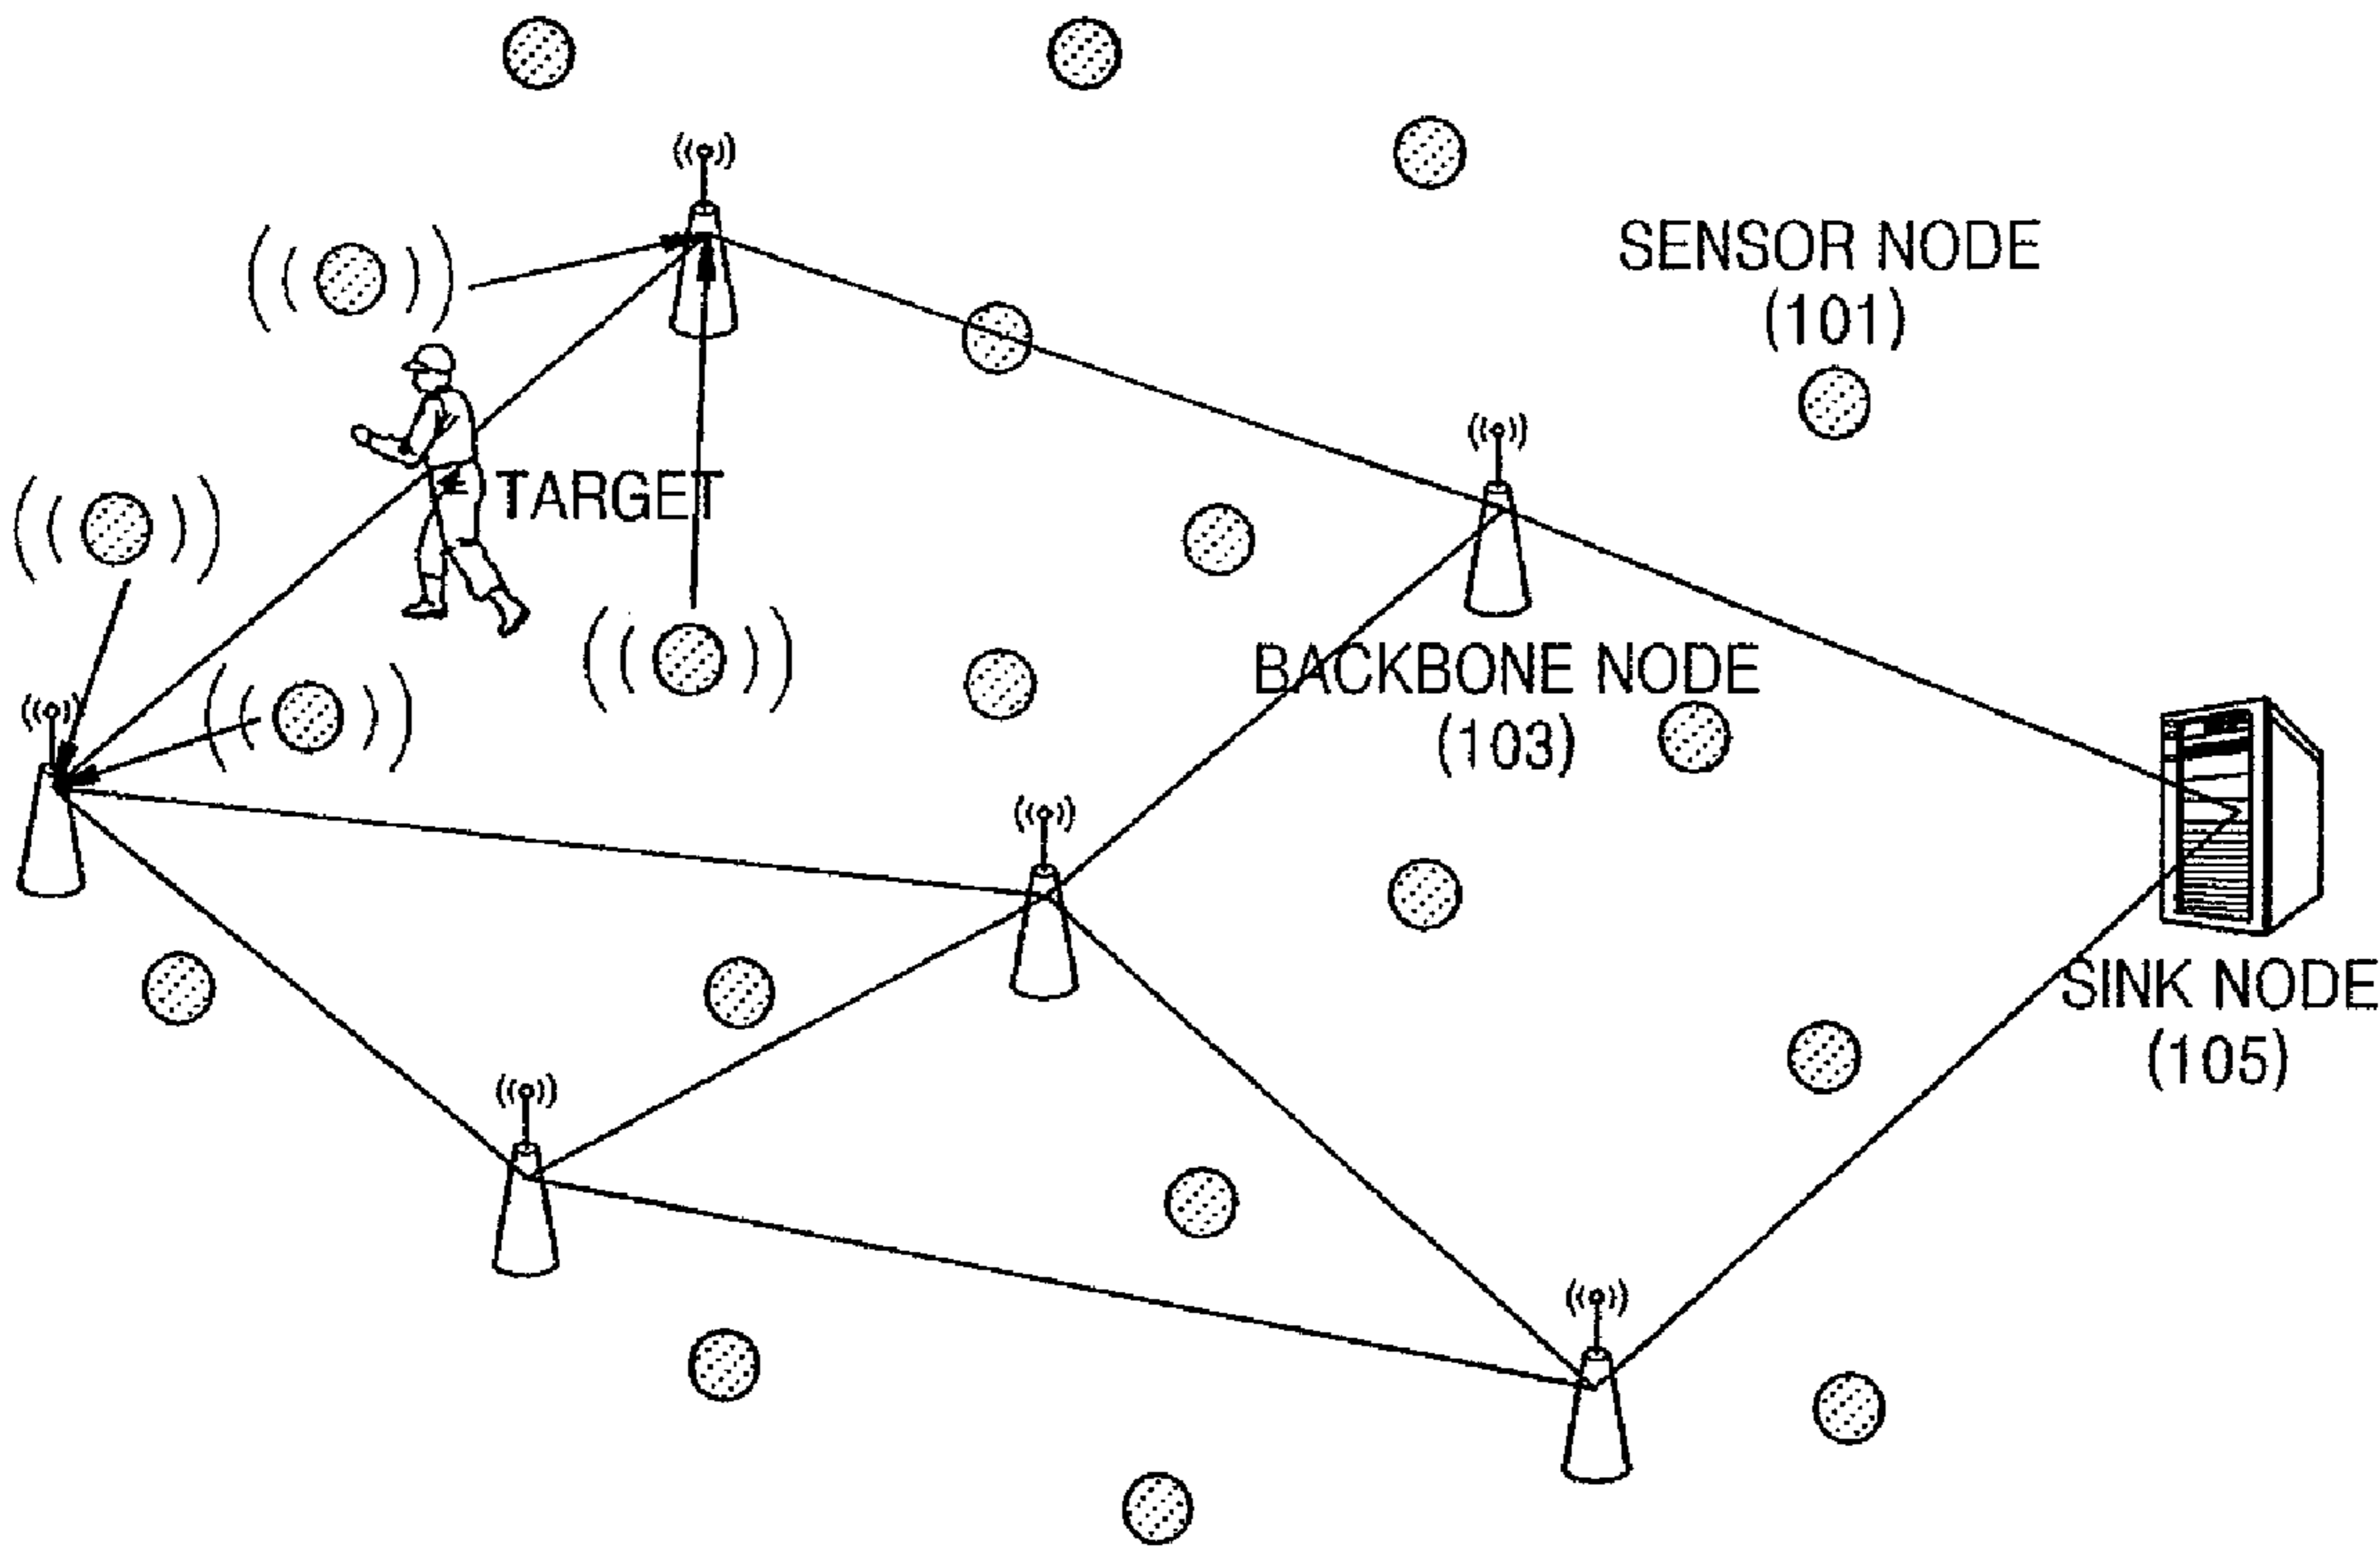 SENSOR NODE
(101)
TARGET
BACKBONE NODE
(103)
SINK NODE
(105)